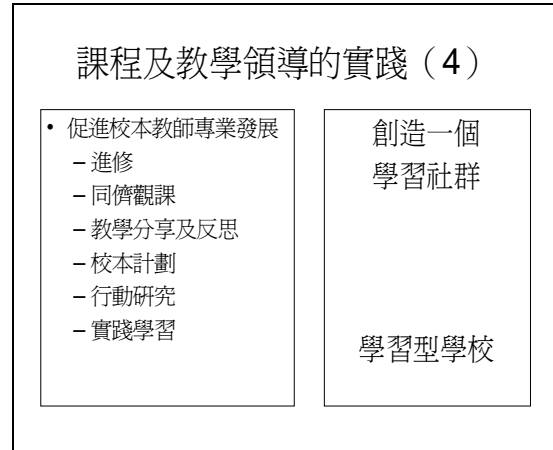 課程及教學領導的實踐（4）
• 促進校本教師專業發展
– 進修
– 同儕觀課
– 教學分享及反思
– 校本計劃
– 行動研究
– 實踐學習
創造一個
學習社群
學習型學校